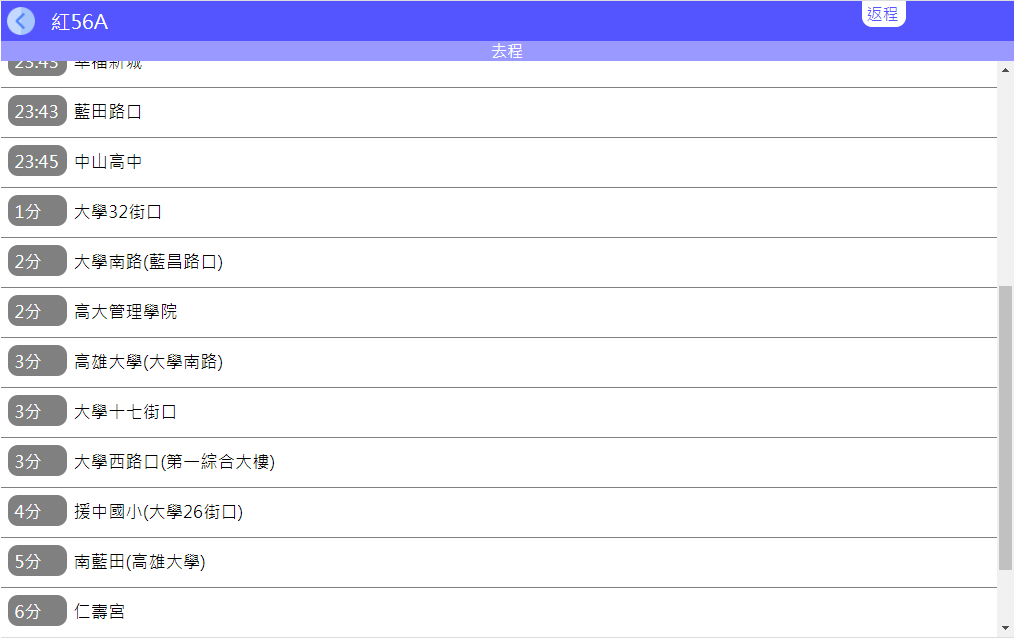 紅56A
返程
去程
23:43 幸福新城
23:43 藍田路口
23:45 中山高中
1分 大學32街口
2分 大學南路(藍昌路口)
2分 高大管理學院
3分 高雄大學(大學南路)
3分 大學十七街口
3分 大學西路口(第一綜合大樓)
4分 援中國小(大學26街口)
5分 南藍田(高雄大學)
6分 仁壽宮